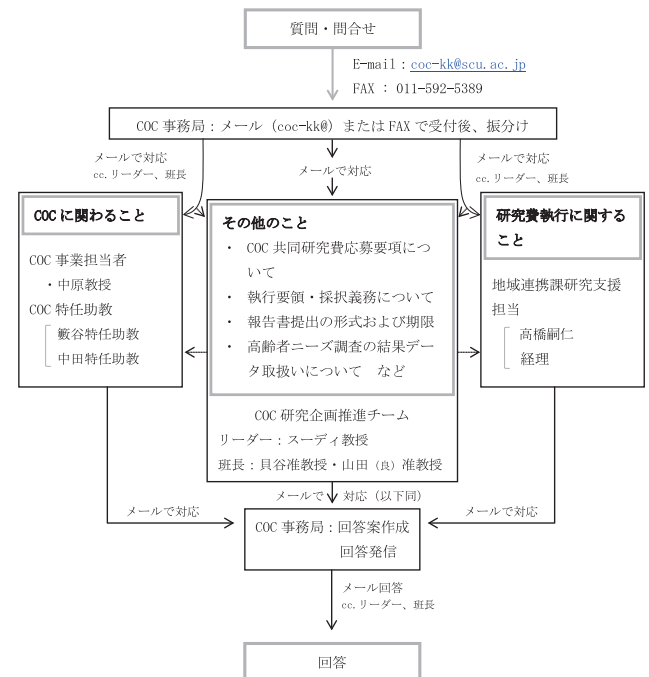 質問・問合せ
E-mail：coc-kk@scu.ac.jp
FAX ： 011-592-5389
COC 事務局：メール（coc-kk@）または FAX で受付後、振分け
メールで対応
cc.リーダー、班長
メールで対応
メールで対応
cc.リーダー、班長
COC に関わること
COC 事業担当者
・中原教授
COC 特任助教
籔谷特任助教
中田特任助教
その他のこと
・ COC 共同研究費応募要項につ
いて
・ 執行要領・採択義務について
・ 報告書提出の形式および期限
・ 高齢者ニーズ調査の結果デー
タ取扱いについて など
COC 研究企画推進チーム
リーダー：スーディ教授
班長：貝谷准教授・山田（良）准教授
研究費執行に関する
こと
地域連携課研究支援
担当
高橋嗣仁
経理
メールで対応
メールで 対応（以下同）
メールで対応
COC 事務局：回答案作成
回答発信
メール回答
cc.リーダー、班長
回答